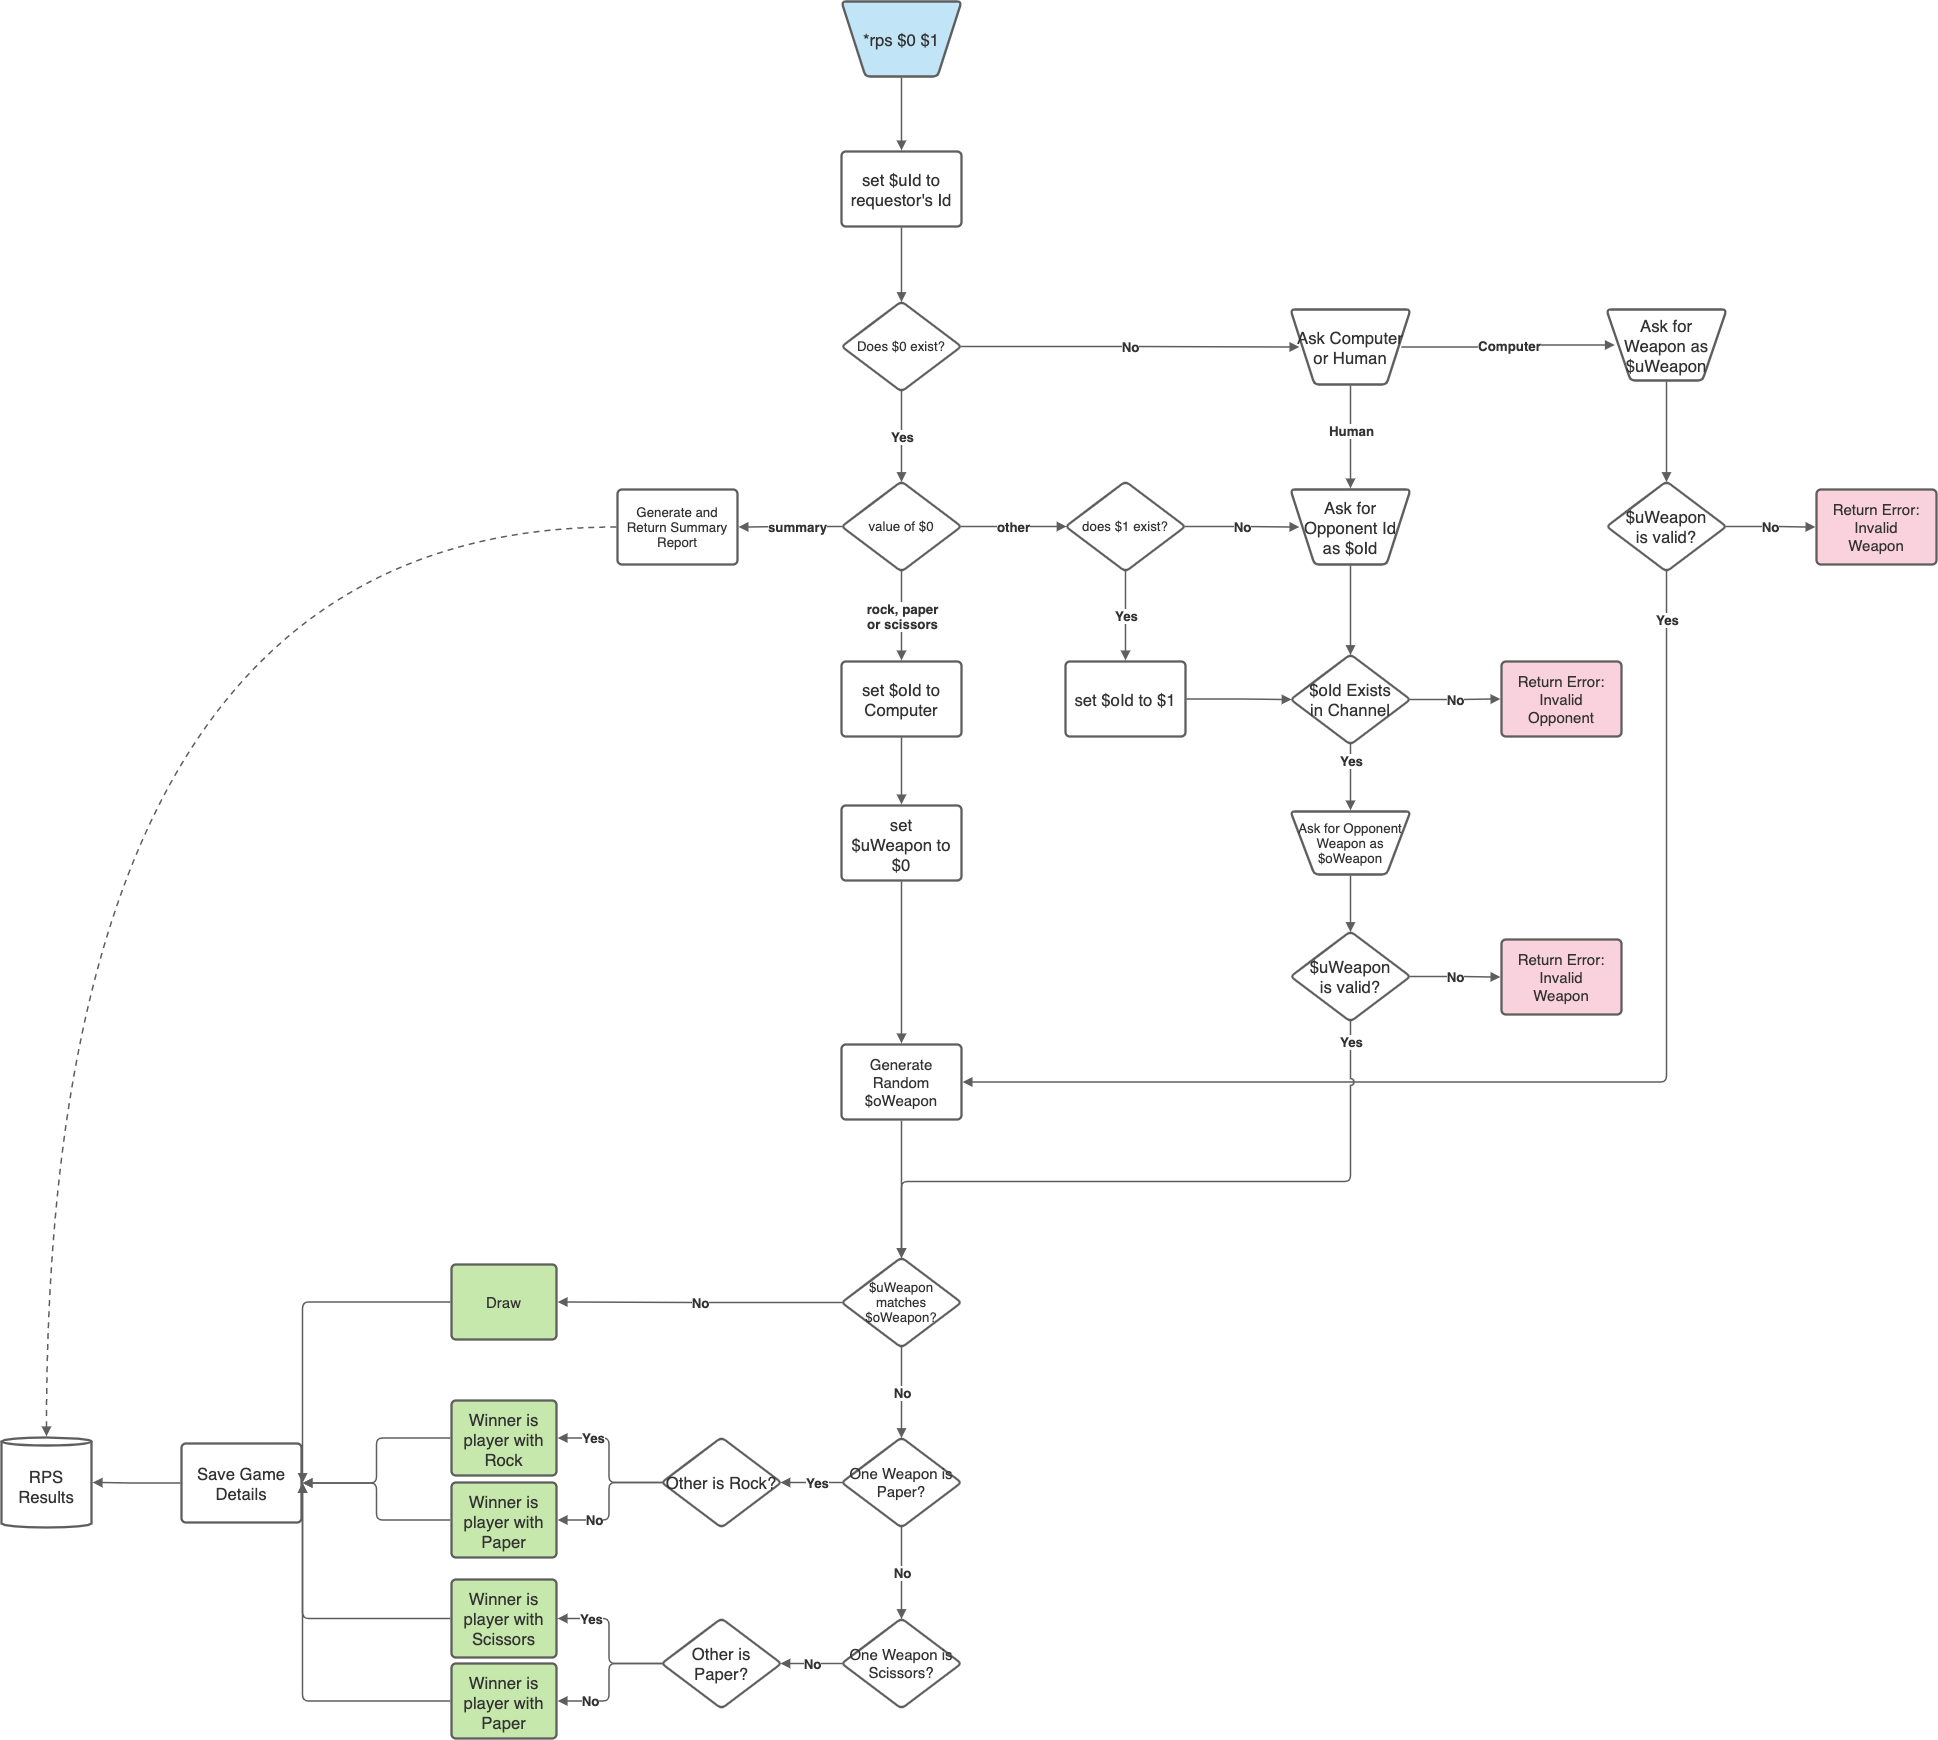 *rps $0 $1
set $uId to
requestor's Id
Does $0 exist?
No
Ask Computer
or Human
Computer
Ask for
Weapon as
$uWeapon
Yes
Human
Generate and
Return Summary
Report
summary
value of $0
other
does $1 exist?
No
Ask for
Opponent Id
as $oId
$uWeapon
is valid?
No
Return Error:
Invalid
Weapon
rock, paper
or scissors
Yes
Yes
set $oId to
Computer
set $oId to $1
$oId Exists
in Channel
No
Return Error:
Invalid
Opponent
Yes
set
$uWeapon to
$0
Ask for Opponent
Weapon as
$oWeapon
$uWeapon
is valid?
No
Return Error:
Invalid
Weapon
Yes
Generate
Random
$oWeapon
Draw
No
$uWeapon
matches
$oWeapon?
No
RPS
Results
Save Game
Details
Winner is
player with
Rock
Yes
Winner is
player with
Paper
No
Other is Rock?
Yes
One Weapon is
Paper?
No
Winner is
player with
Scissors
Yes
Winner is
player with
Paper
No
Other is
Paper?
No
One Weapon is
Scissors?